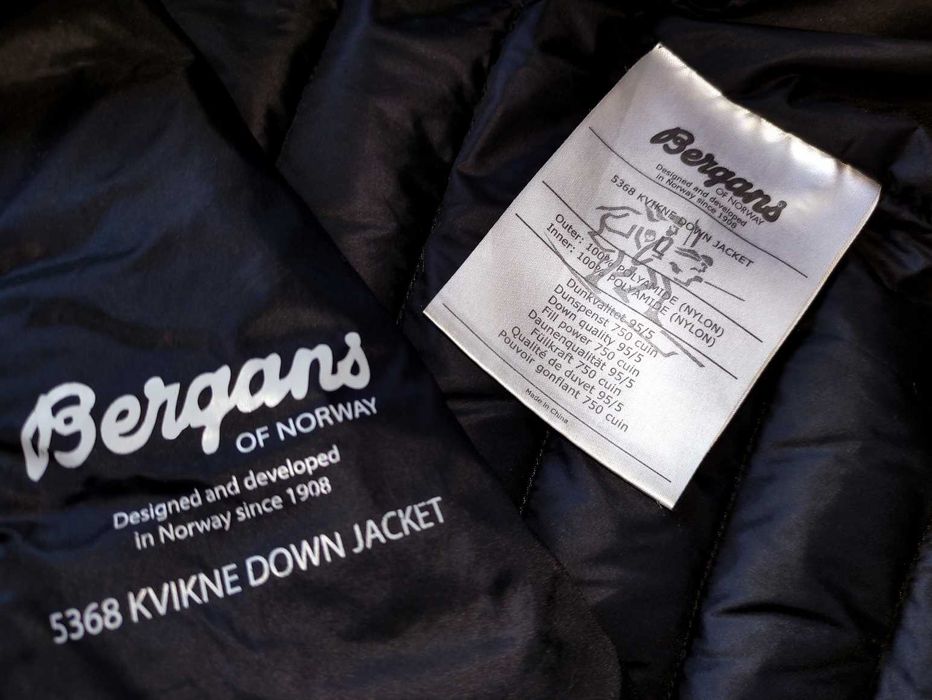 Bergans
OF NORWAY
Designed and developed
in Norway since 1908
5368 KVIKNE DOWN JACKET
Bergans
OF NORWAY
Designed and developed
in Norway since 1908
5368 KVIKNE DOWN JACKET
Outer: 100% POLYAMIDE (NYLON)
Inner: 100% POLYAMIDE (NYLON)
Dunkvalitet 95/5
Dunspenst 750 cuin
Down quality 95/5
Fill power 750 cuin
Daunenqualität 95/5
Füllkraft 750 cuin
Qualité de duvet 95/5
Pouvoir gonflant 750 cuin
Made in China